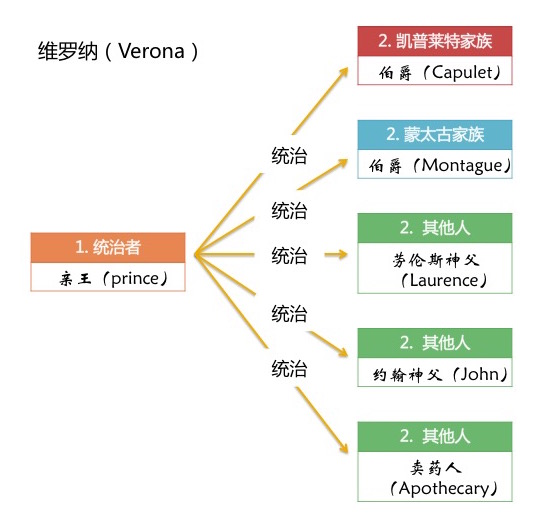 维罗纳（Verona）
1. 统治者
亲王（prince）
统治
统治
统治
统治
统治
2. 凯普莱特家族
伯爵（Capulet）
2. 蒙太古家族
伯爵（Montague）
2. 其他人
劳伦斯神父
（Laurence）
2. 其他人
约翰神父（John）
2. 其他人
卖药人
（Apothecary）